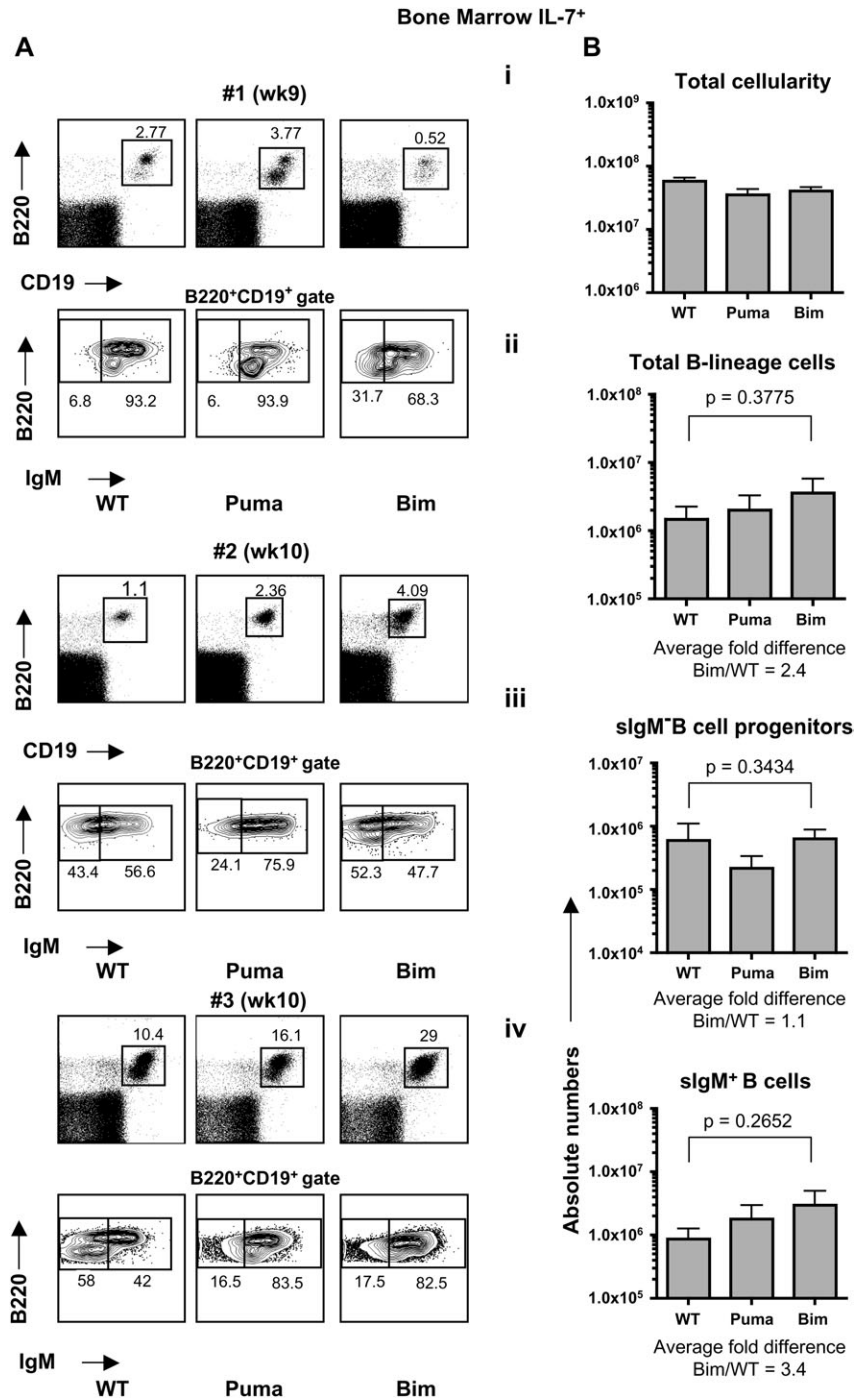 Bone Marrow IL-7⁺
A
#1 (wk9)
2.77
3.77
0.52
B220
CD19
B220⁺CD19⁺ gate
B220
6.8
93.2
6.
93.9
31.7
68.3
IgM
WT
Puma
Bim
#2 (wk10)
1.1
2.36
4.09
B220
CD19
B220⁺CD19⁺ gate
B220
43.4
56.6
24.1
75.9
52.3
47.7
IgM
WT
Puma
Bim
#3 (wk10)
10.4
16.1
29
B220⁺CD19⁺ gate
B220
58
42
16.5
83.5
17.5
82.5
IgM
WT
Puma
Bim
B
i
Total cellularity
1.0x10⁹
1.0x10⁸
1.0x10⁷
1.0x10⁶
WT
Puma
Bim
ii
Total B-lineage cells
p = 0.3775
1.0x10⁸
1.0x10⁷
1.0x10⁶
1.0x10⁵
WT
Puma
Bim
Average fold difference
Bim/WT = 2.4
iii
sIgM⁻B cell progenitors
p = 0.3434
1.0x10⁷
1.0x10⁶
1.0x10⁵
1.0x10⁴
WT
Puma
Bim
Average fold difference
Bim/WT = 1.1
iv
sIgM⁺ B cells
p = 0.2652
1.0x10⁸
1.0x10⁷
1.0x10⁶
1.0x10⁵
WT
Puma
Bim
Average fold difference
Bim/WT = 3.4
Absolute numbers